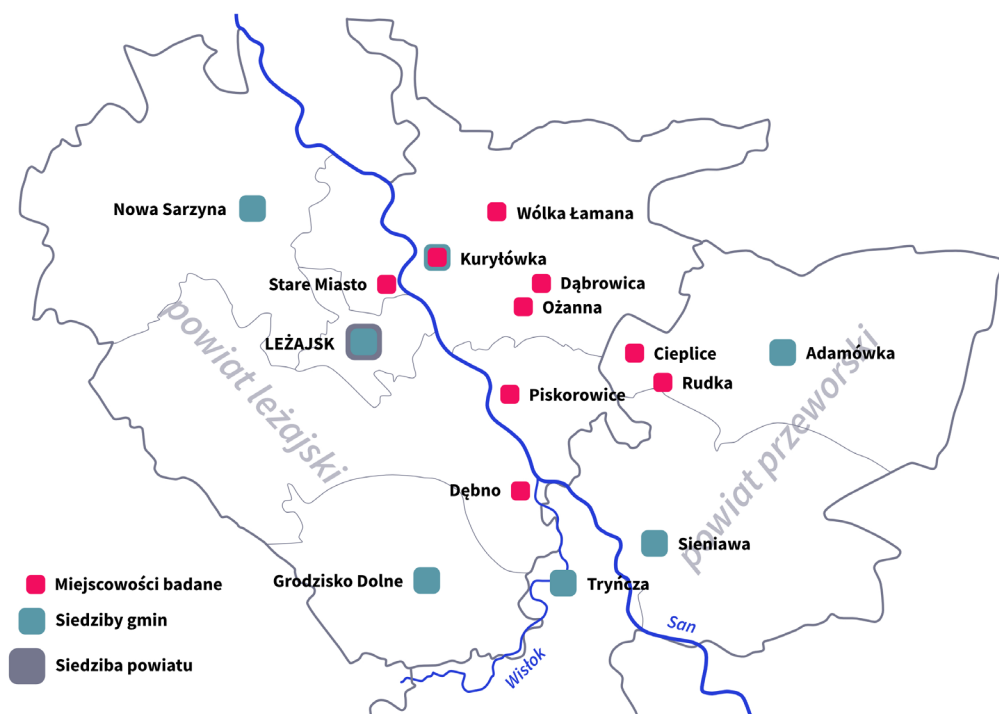 Nowa Sarzyna
Wólka Łamana
Kuryłówka
Stare Miasto
Dąbrowica
Ożanna
LEŻAJSK
powiat leżajski
Cieplice
Adamówka
Rudka
Piskorowice
powiat przeworski
Dębno
Sieniawa
Grodzisko Dolne
Tryńcza
San
Wisłok
Miejscowości badane
Siedziby gmin
Siedziba powiatu